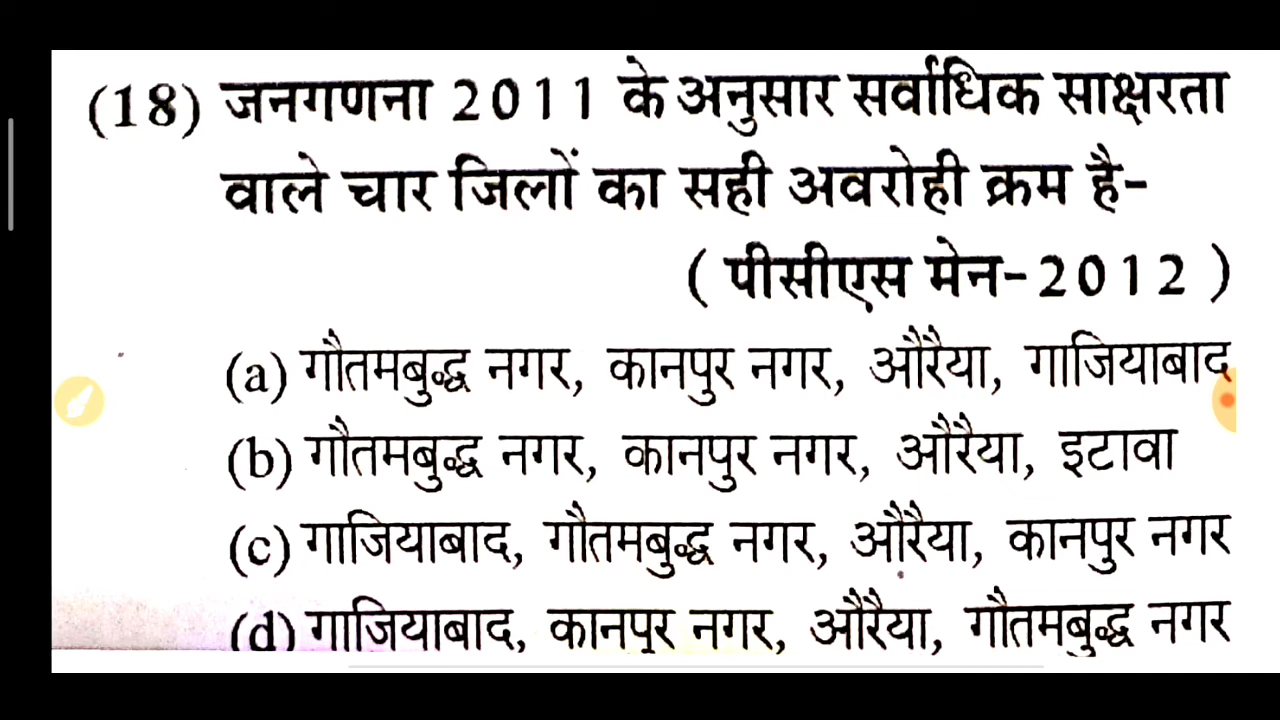 (18) जनगणना 2011 के अनुसार सर्वाधिक साक्षरता
वाले चार जिलों का सही अवरोही क्रम है-
( पीसीएस मेन-2012 )
(a) गौतमबुद्ध नगर, कानपुर नगर, औरैया, गाजियाबाद
(b) गौतमबुद्ध नगर, कानपुर नगर, औरैया, इटावा
(c) गाजियाबाद, गौतमबुद्ध नगर, औरैया, कानपुर नगर
(d) गाजियाबाद, कानपुर नगर, औरैया, गौतमबुद्ध नगर